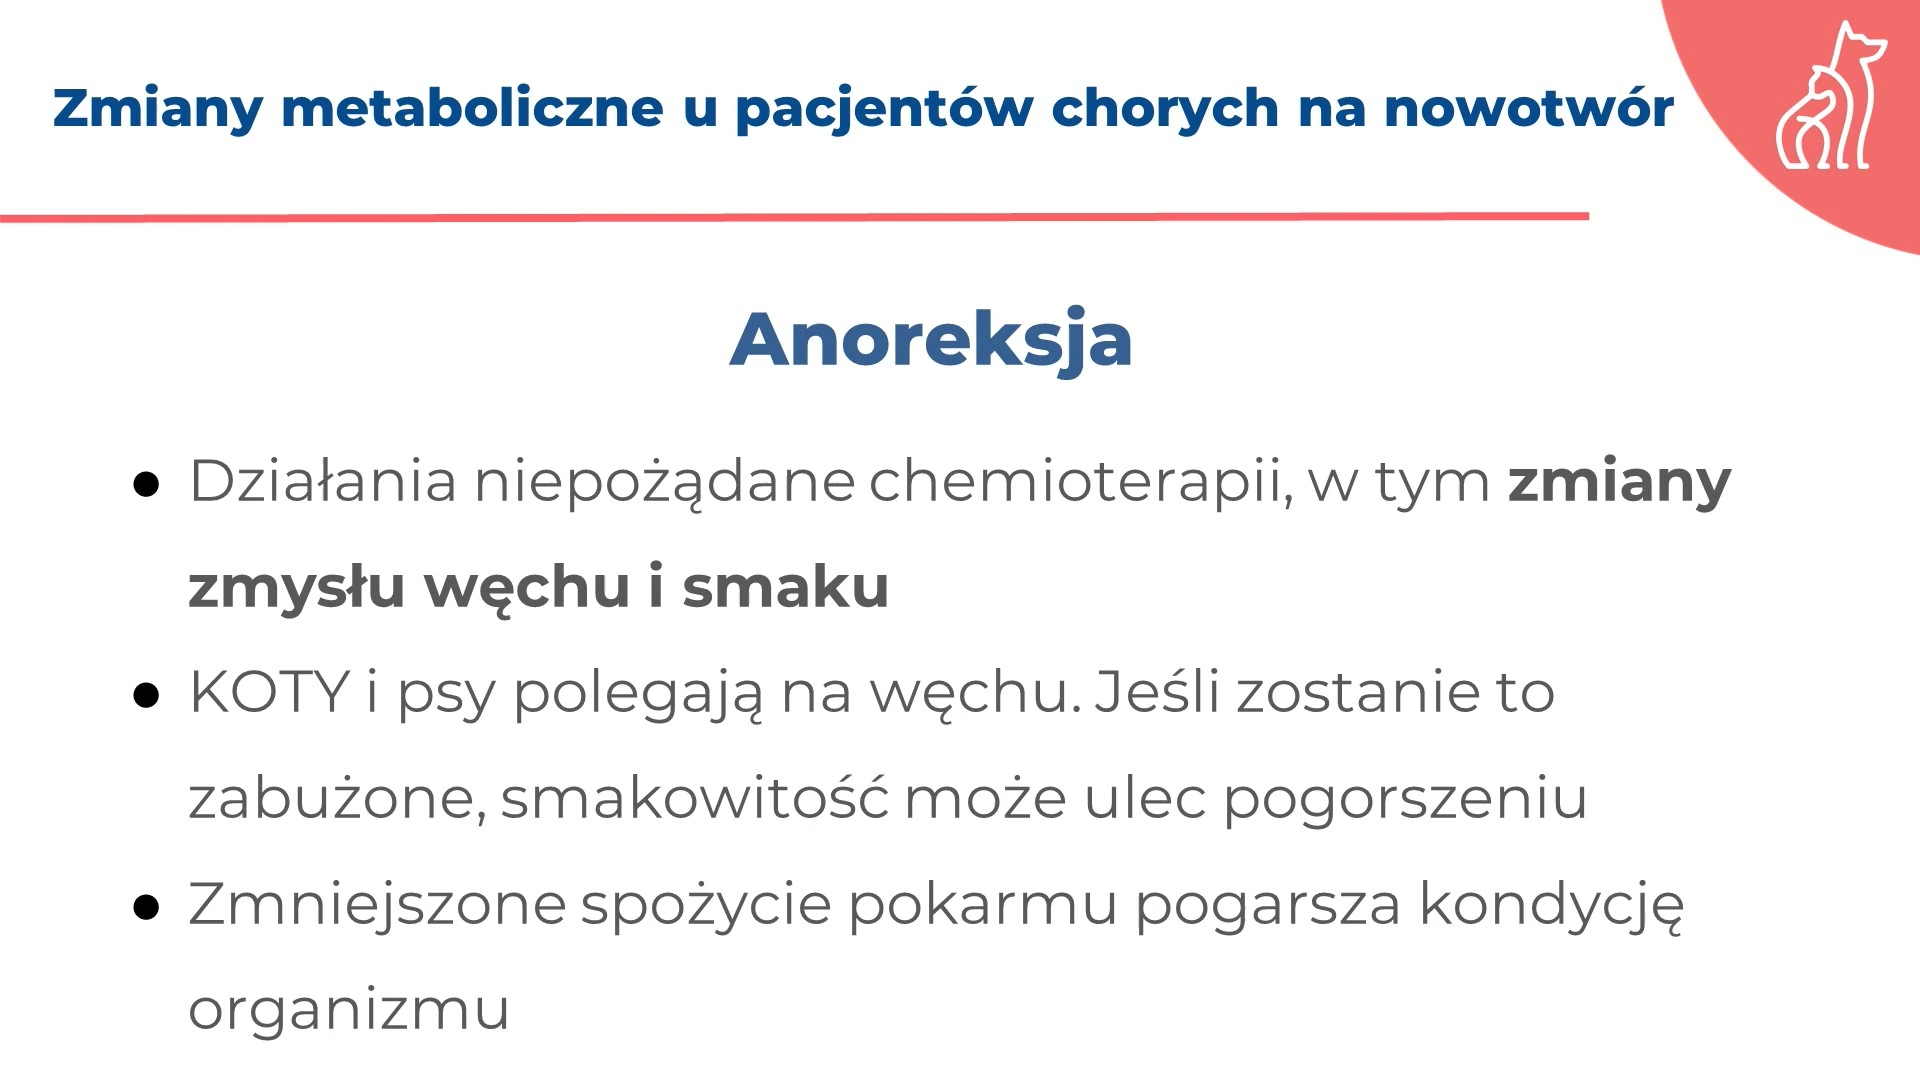 Zmiany metaboliczne u pacjentów chorych na nowotwór
Anoreksja
● Działania niepożądane chemioterapii, w tym zmiany
zmysłu węchu i smaku
● KOTY i psy polegają na węchu. Jeśli zostanie to
zabużone, smakowitość może ulec pogorszeniu
● Zmniejszone spożycie pokarmu pogarsza kondycję
organizmu